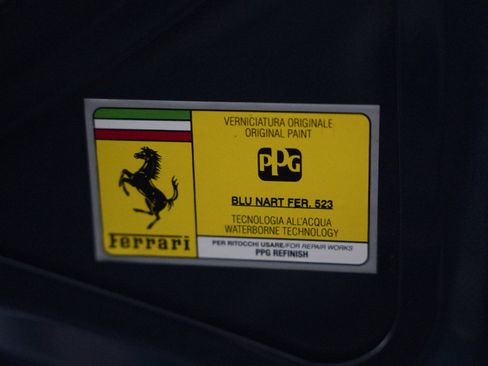 VERNICIATURA ORIGINALE
ORIGINAL PAINT
PPG
BLU NART FER. 523
TECNOLOGIA ALL'ACQUA
WATERBORNE TECHNOLOGY
Ferrari
PER RITOCCHI USARE/FOR REPAIR WORKS
PPG REFINISH